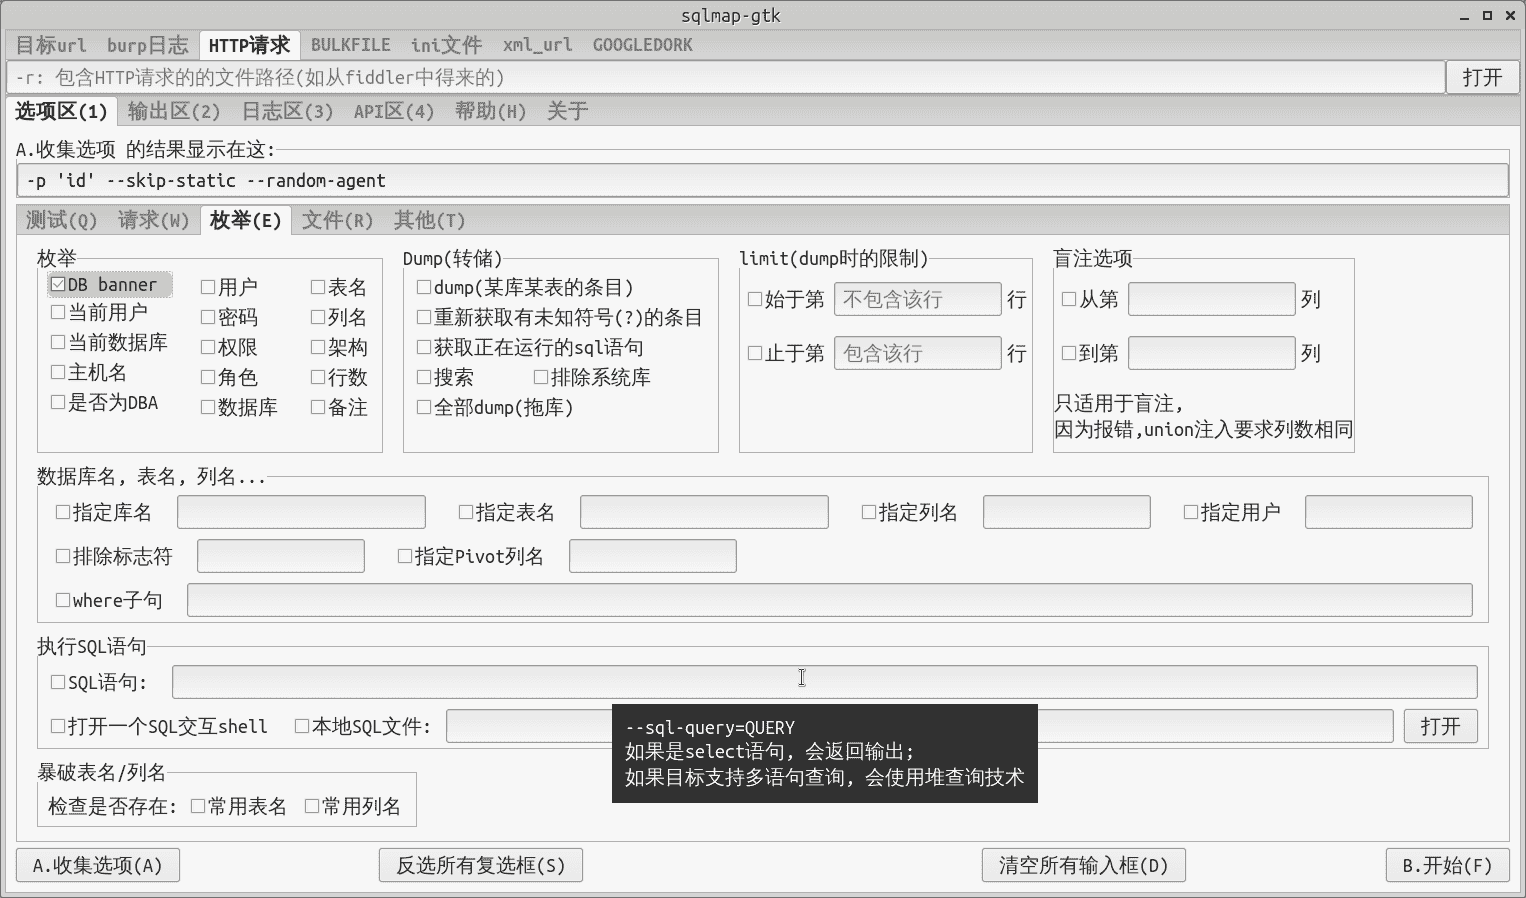 sqlmap-gtk
目标url burp日志 HTTP请求 BULKFILE ini文件 xml_url GOOGLEDORK
-r: 包含HTTP请求的的文件路径(如从fiddler中得来的) 打开
选项区(1) 输出区(2) 日志区(3) API区(4) 帮助(H) 关于
A.收集选项 的结果显示在这:
-p 'id' --skip-static --random-agent
测试(Q) 请求(W) 枚举(E) 文件(R) 其他(T)
枚举
DB banner 用户 表名
当前用户 密码 列名
当前数据库 权限 架构
主机名 角色 行数
是否为DBA 数据库 备注
Dump(转储)
dump(某库某表的条目)
重新获取有未知符号(?)的条目
获取正在运行的sql语句
搜索 排除系统库
全部dump(拖库)
limit(dump时的限制)
始于第 不包含该行 行
止于第 包含该行 行
盲注选项
从第 列
到第 列
只适用于盲注,
因为报错,union注入要求列数相同
数据库名, 表名, 列名...
指定库名 指定表名 指定列名 指定用户
排除标志符 指定Pivot列名
where子句
执行SQL语句
SQL语句:
打开一个SQL交互shell 本地SQL文件: 打开
--sql-query=QUERY
如果是select语句, 会返回输出;
如果目标支持多语句查询, 会使用堆查询技术
暴破表名/列名
检查是否存在: 常用表名 常用列名
A.收集选项(A) 反选所有复选框(S) 清空所有输入框(D) B.开始(F)